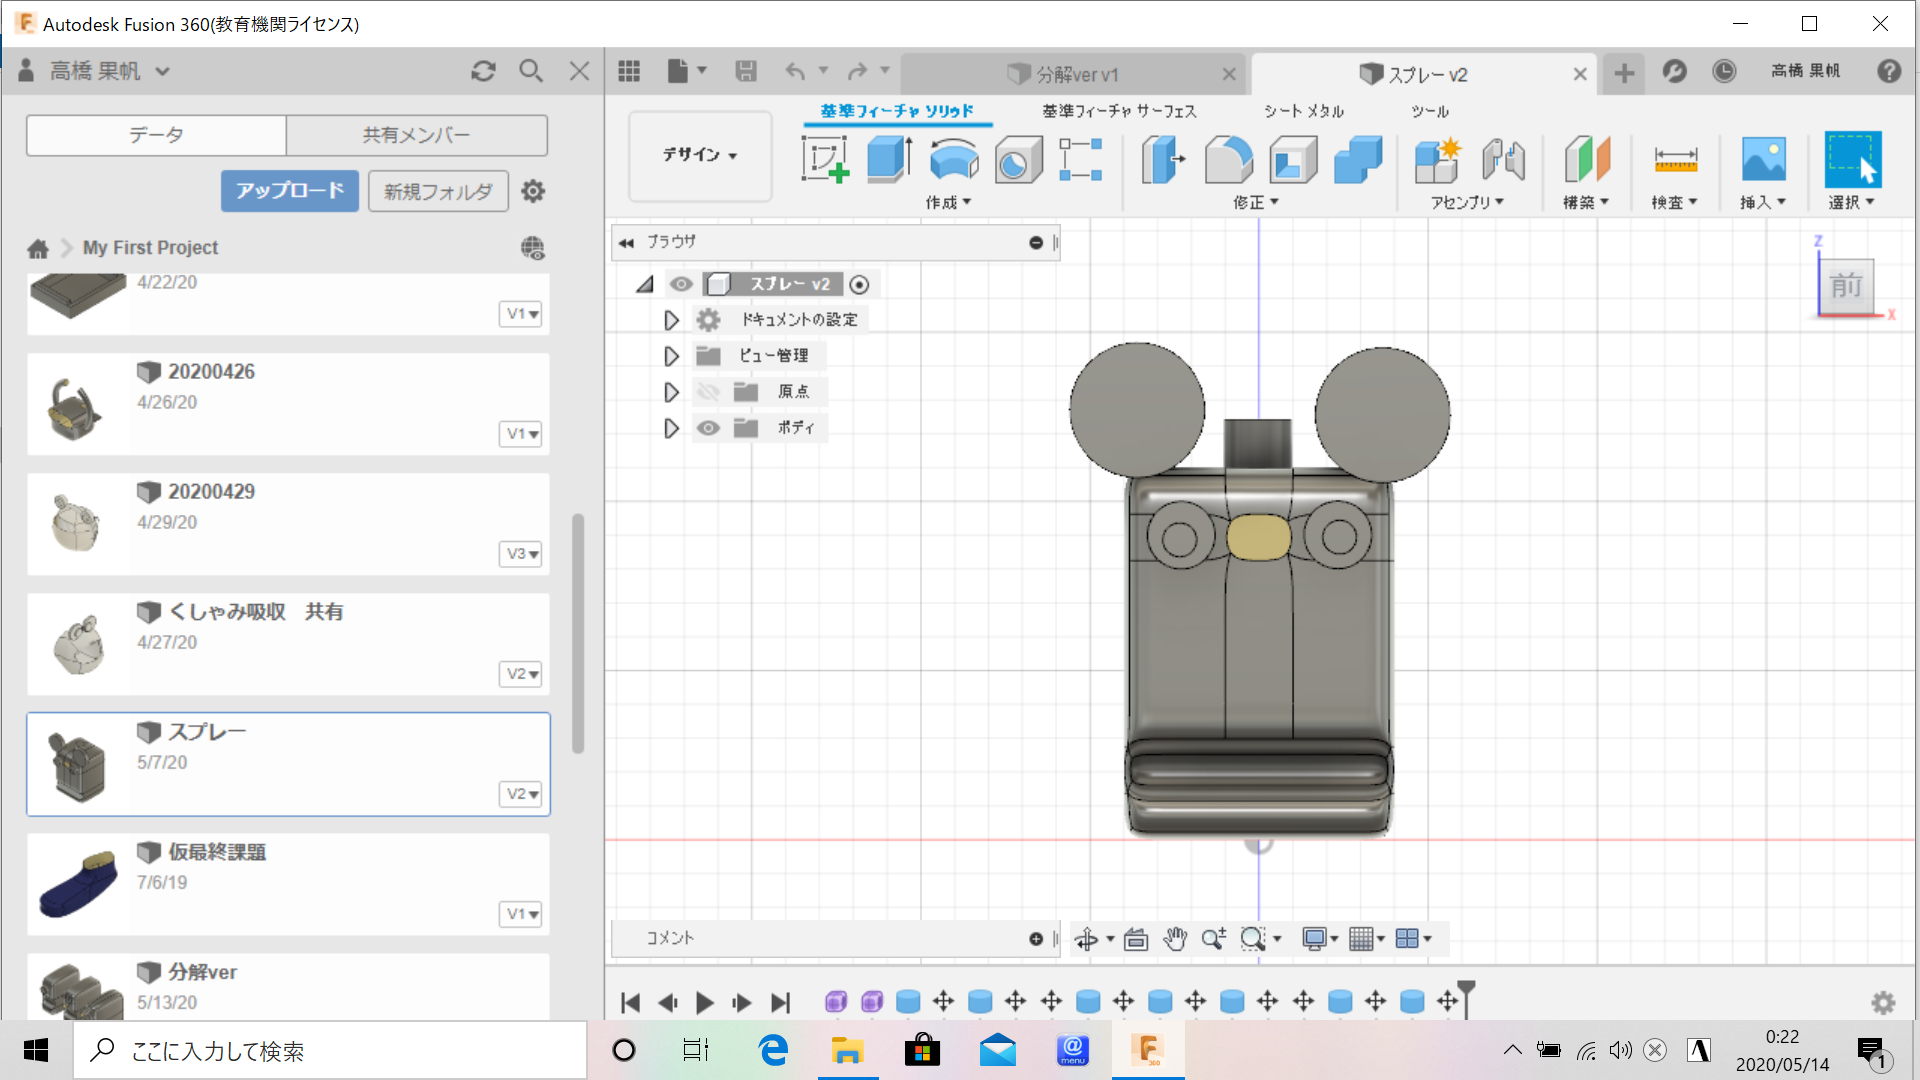 Autodesk Fusion 360(教育機関ライセンス)
高橋 果帆
データ
共有メンバー
アップロード
新規フォルダ
My First Project
4/22/20
V1
20200426
4/26/20
V1
20200429
4/29/20
V3
くしゃみ吸収　共有
4/27/20
V2
スプレー
5/7/20
V2
仮最終課題
7/6/19
V1
分解ver
5/13/20
分解ver v1
スプレー v2
高橋 果帆
デザイン
基準フィーチャ ソリッド
基準フィーチャ サーフェス
シート メタル
ツール
作成
修正
アセンブリ
構築
検査
挿入
選択
ブラウザ
スプレー v2
ドキュメントの設定
ビュー管理
原点
ボディ
Z
前
X
コメント
ここに入力して検索
@
menu
F
360
A
0:22
2020/05/14
1